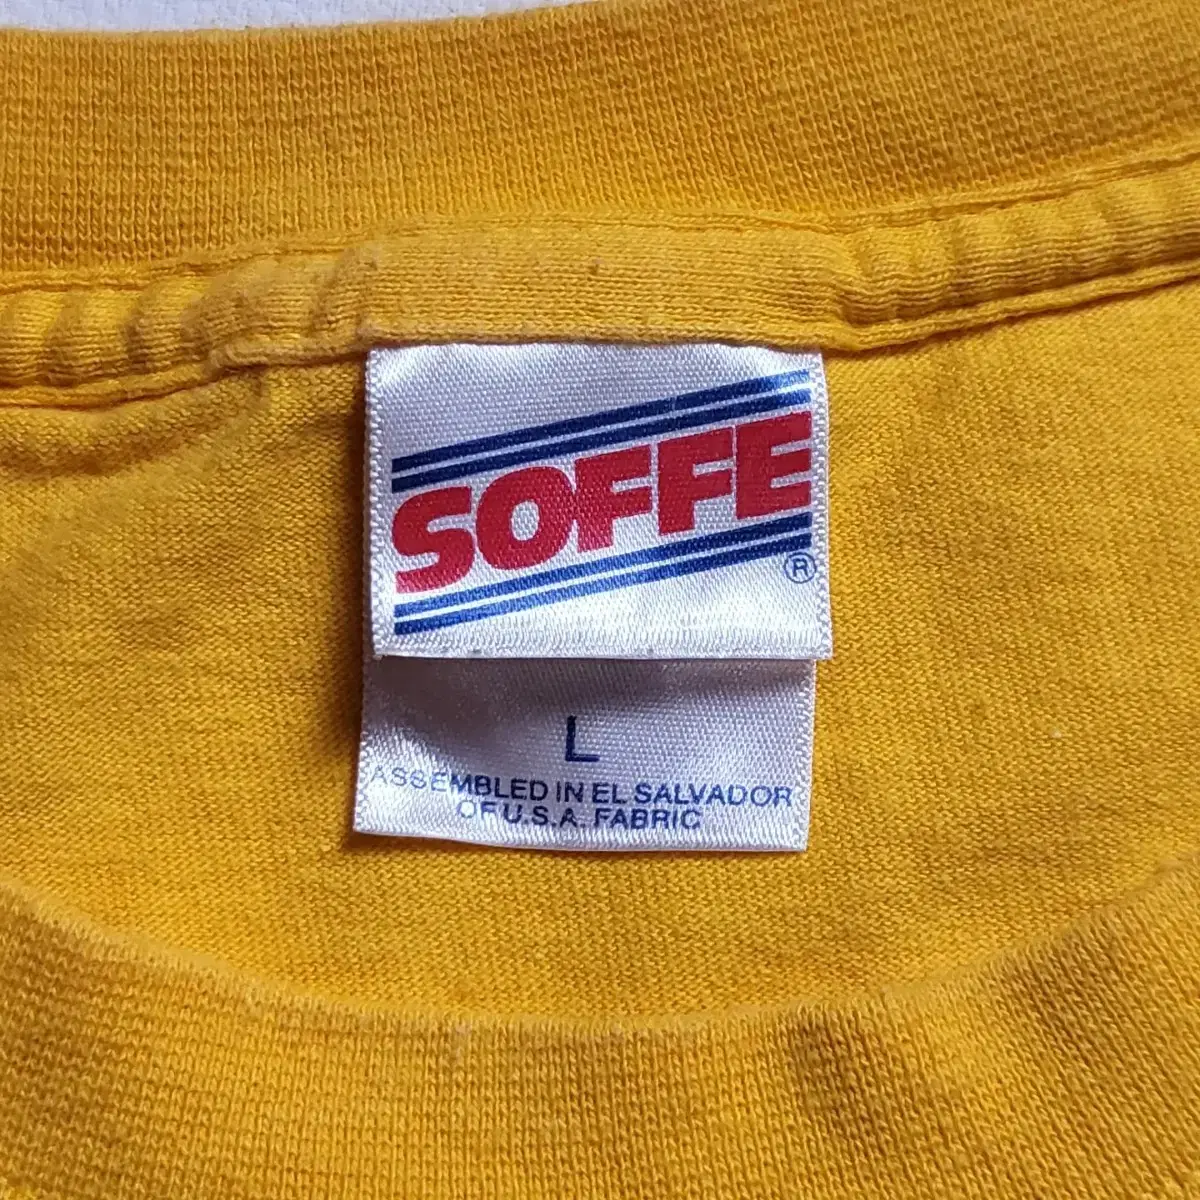 SOFFE
®
L
ASSEMBLED IN EL SALVADOR
OF U.S.A. FABRIC